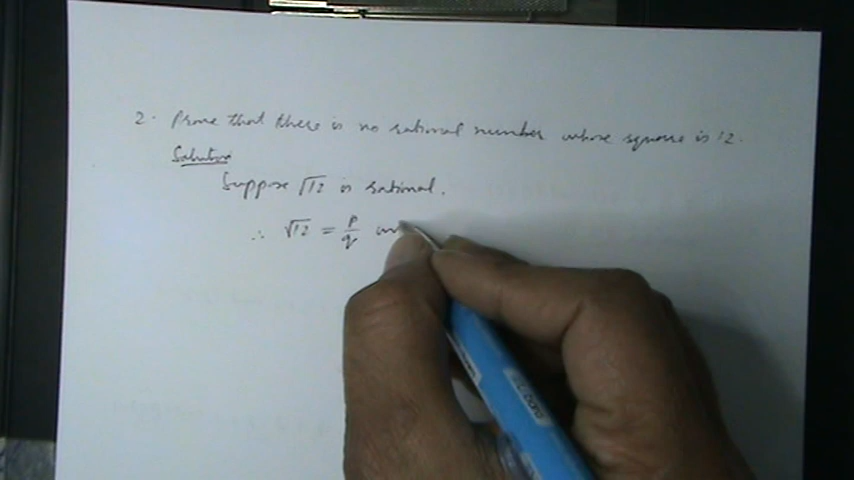 2. Prove that there is no rational number whose square is 12.
Solution
Suppose √12 is rational.
∴ √12 = p/q